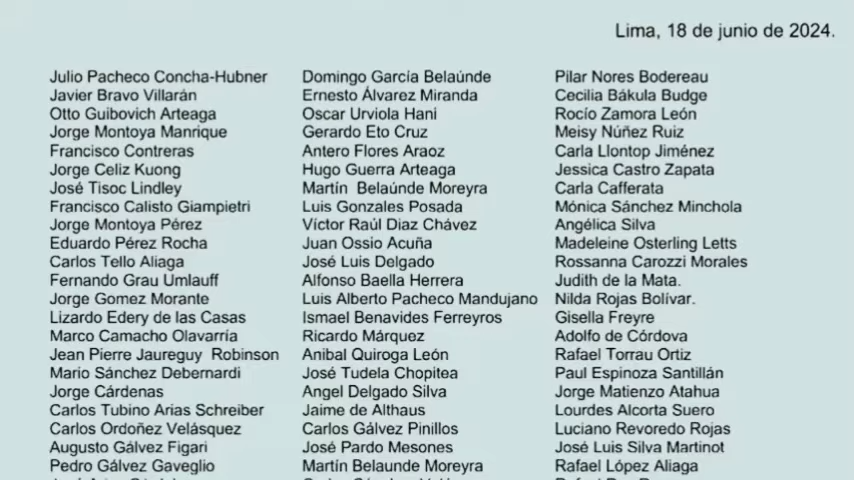 Lima, 18 de junio de 2024.
Julio Pacheco Concha-Hubner Domingo García Belaúnde Pilar Nores Bodereau
Javier Bravo Villarán Ernesto Álvarez Miranda Cecilia Bákula Budge
Otto Guibovich Arteaga Oscar Urviola Hani Rocío Zamora León
Jorge Montoya Manrique Gerardo Eto Cruz Meisy Núñez Ruiz
Francisco Contreras Antero Flores Araoz Carla Llontop Jiménez
Jorge Celiz Kuong Hugo Guerra Arteaga Jessica Castro Zapata
José Tisoc Lindley Martín Belaúnde Moreyra Carla Cafferata
Francisco Calisto Giampietri Luis Gonzales Posada Mónica Sánchez Minchola
Jorge Montoya Pérez Víctor Raúl Diaz Chávez Angélica Silva
Eduardo Pérez Rocha Juan Ossio Acuña Madeleine Osterling Letts
Carlos Tello Aliaga José Luis Delgado Rossanna Carozzi Morales
Fernando Grau Umlauff Alfonso Baella Herrera Judith de la Mata.
Jorge Gomez Morante Luis Alberto Pacheco Mandujano Nilda Rojas Bolívar.
Lizardo Edery de las Casas Ismael Benavides Ferreyros Gisella Freyre
Marco Camacho Olavarría Ricardo Márquez Adolfo de Córdova
Jean Pierre Jaureguy Robinson Anibal Quiroga León Rafael Torrau Ortiz
Mario Sánchez Debernardi José Tudela Chopitea Paul Espinoza Santillán
Jorge Cárdenas Angel Delgado Silva Jorge Matienzo Atahua
Carlos Tubino Arias Schreiber Jaime de Althaus Lourdes Alcorta Suero
Carlos Ordoñez Velásquez Carlos Gálvez Pinillos Luciano Revoredo Rojas
Augusto Gálvez Figari José Pardo Mesones José Luis Silva Martinot
Pedro Gálvez Gaveglio Martín Belaunde Moreyra Rafael López Aliaga